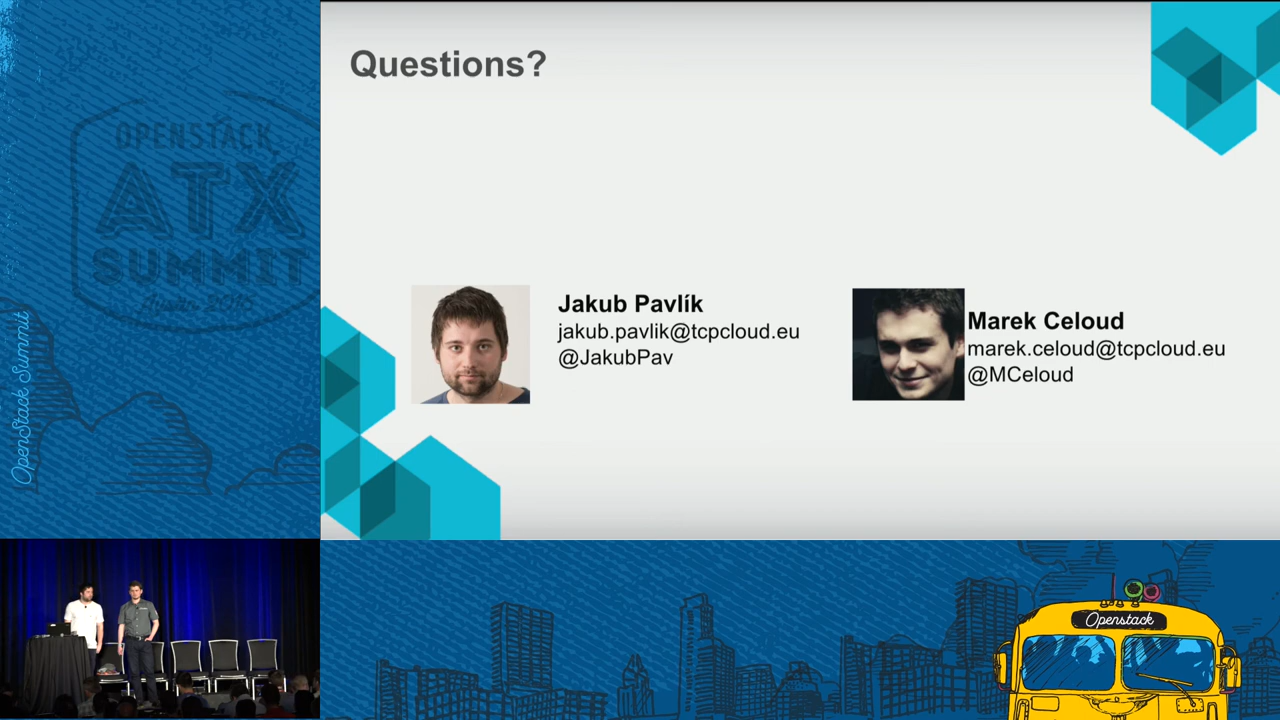 Questions?
Jakub Pavlík
jakub.pavlik@tcpcloud.eu
@JakubPav
Marek Celoud
marek.celoud@tcpcloud.eu
@MCeloud
OPENSTACK
ATX
SUMMIT
OpenStack Summit
Openstack